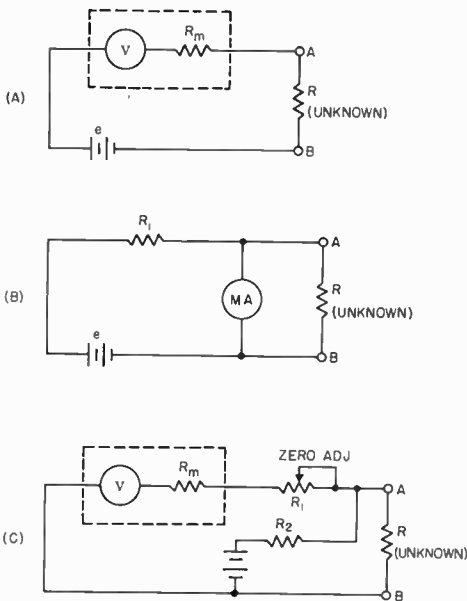 (A)
V
Rm
A
R
(UNKNOWN)
e
B
(B)
R1
A
MA
R
(UNKNOWN)
e
B
(C)
V
Rm
ZERO ADJ
R1
A
R2
R
(UNKNOWN)
B